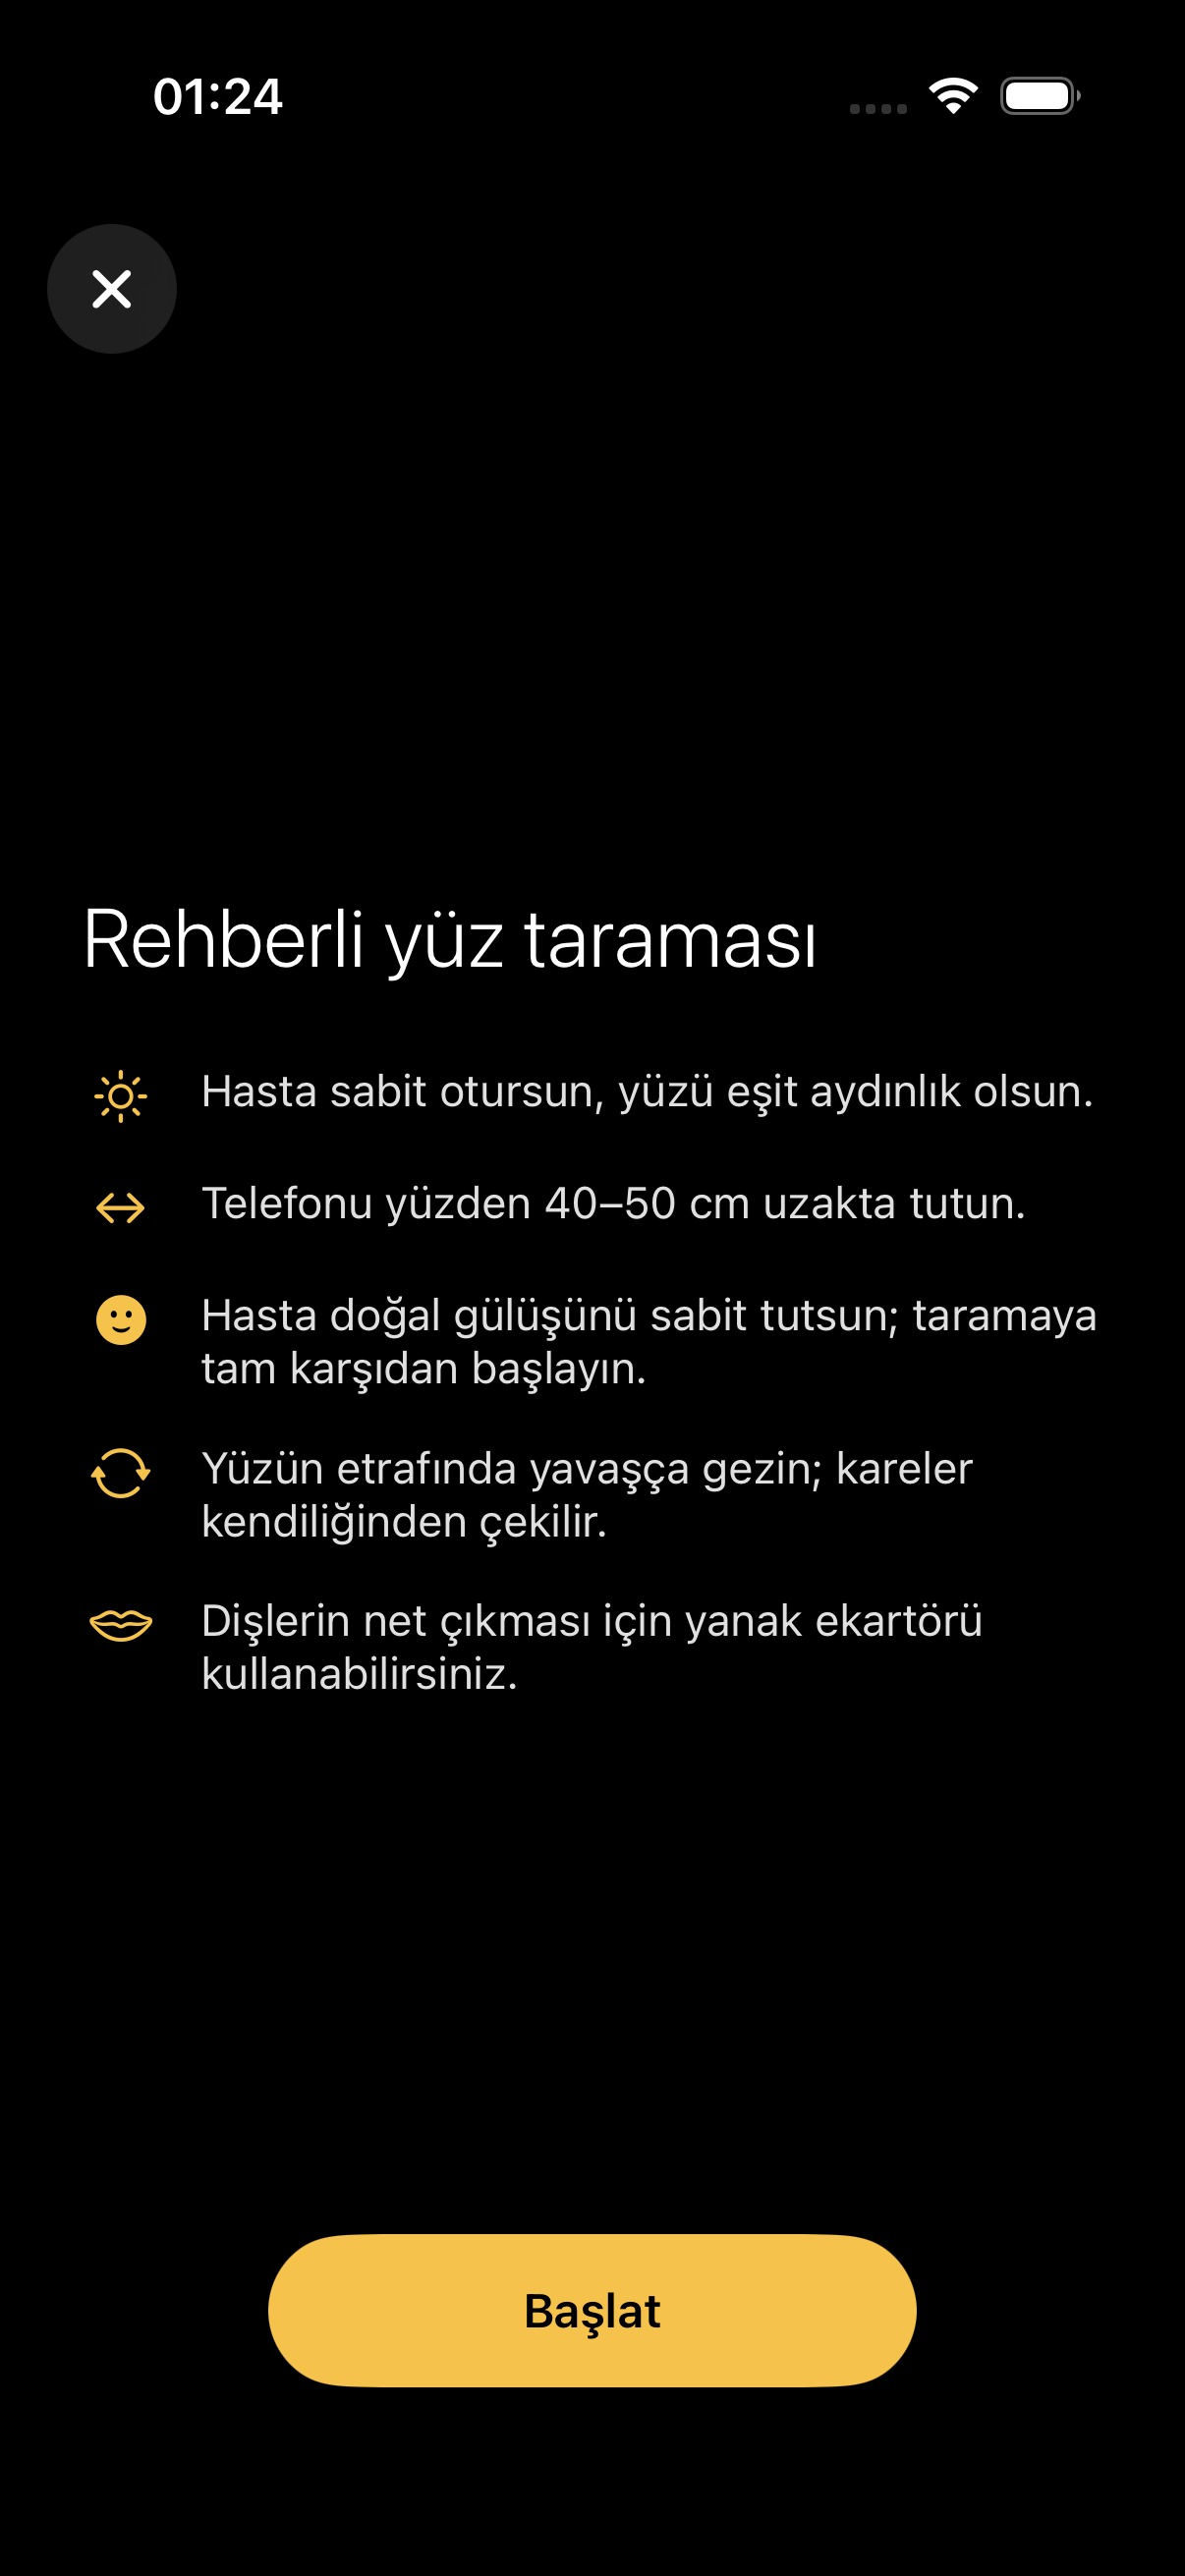 01:24
Rehberli yüz taraması
Hasta sabit otursun, yüzü eşit aydınlık olsun.
Telefonu yüzden 40–50 cm uzakta tutun.
Hasta doğal gülüşünü sabit tutsun; taramaya
tam karşıdan başlayın.
Yüzün etrafında yavaşça gezin; kareler
kendiliğinden çekilir.
Dişlerin net çıkması için yanak ekartörü
kullanabilirsiniz.
Başlat